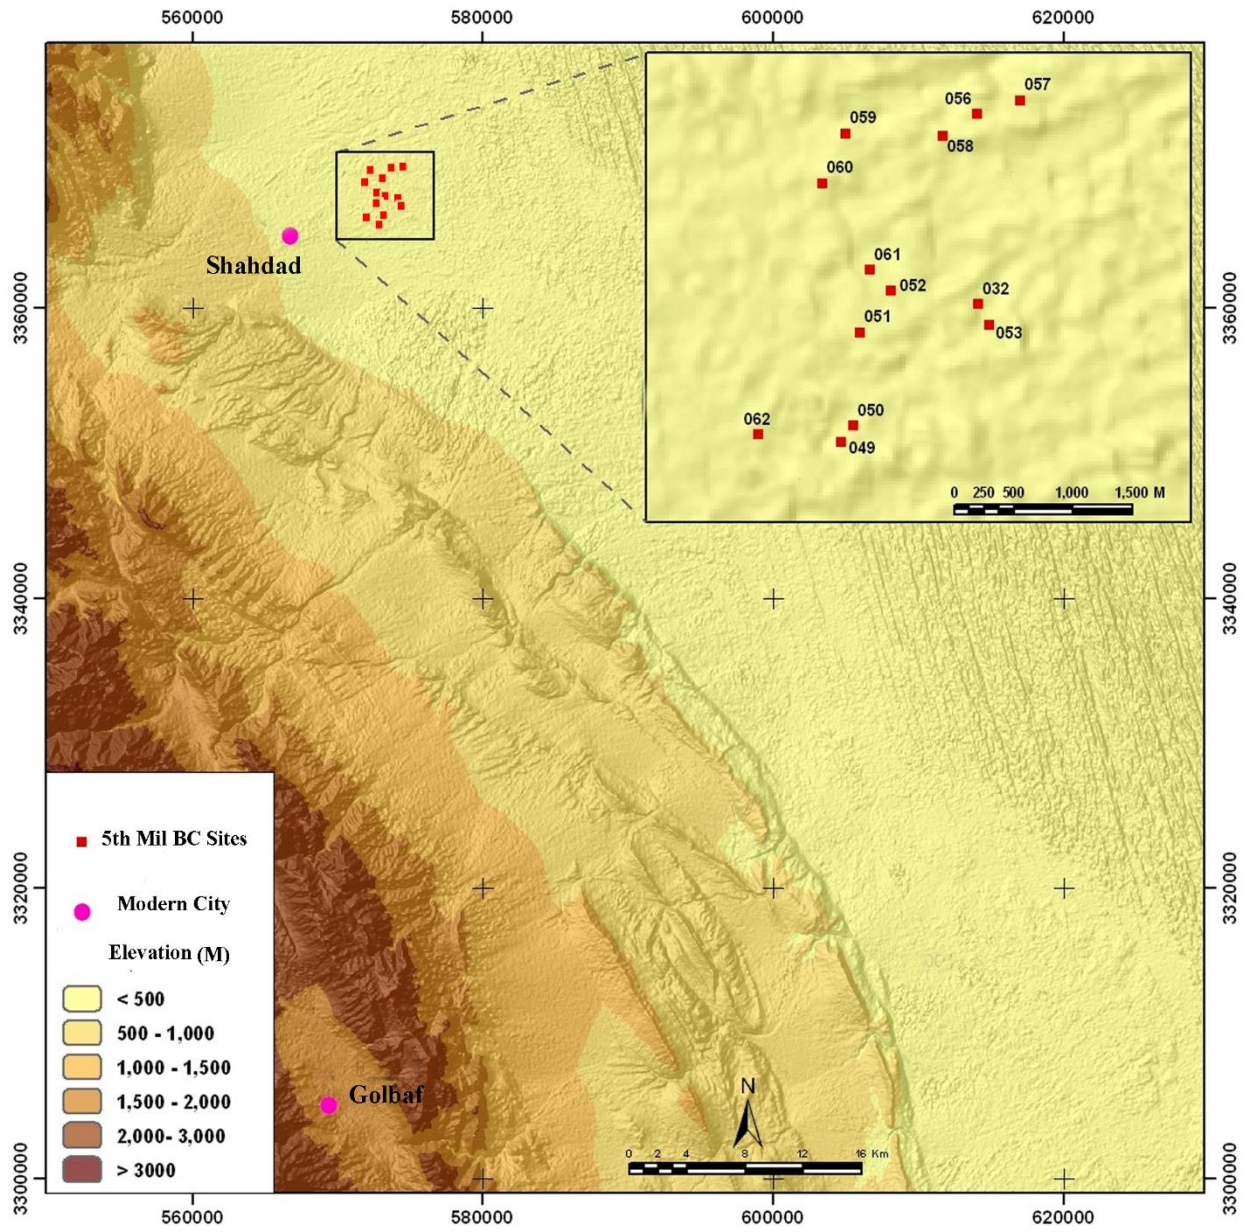 560000 580000 600000 620000
057
056
059
058
060
Shahdad
061
052
032
051
053
3360000 3360000
050
062
049
0 250 500 1,000 1,500 M
3340000 3340000
5th Mil BC Sites
3320000 3320000
Modern City
Elevation (M)
< 500
500 - 1,000
1,000 - 1,500
1,500 - 2,000
2,000- 3,000
> 3000
Golbaf
N
0 2 4 8 12 16 Km
3300000 3300000
560000 580000 600000 620000